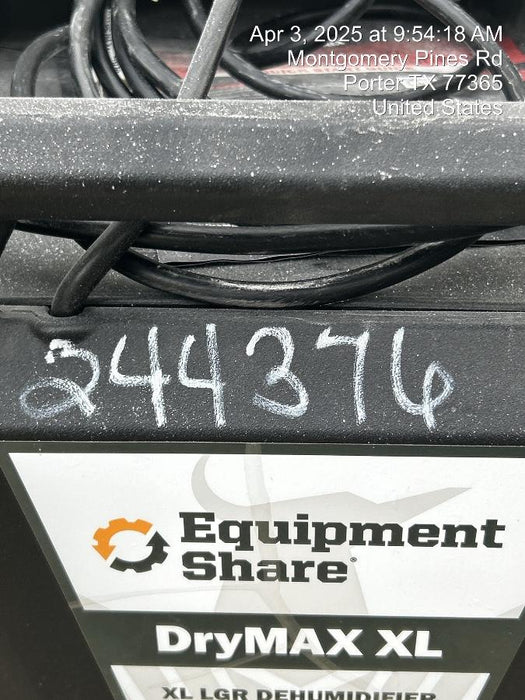 Apr 3, 2025 at 9:54:18 AM
Montgomery Pines Rd
Porter TX 77365
United States
244376
Equipment
Share
DryMAX XL
XL LGR DEHUMIDIFIER